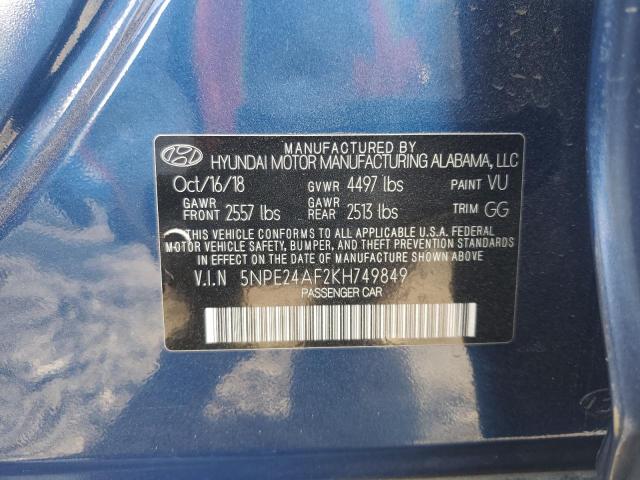 MANUFACTURED BY
HYUNDAI MOTOR MANUFACTURING ALABAMA, LLC
Oct/16/18 GVWR 4497 lbs PAINT VU
GAWR FRONT 2557 lbs GAWR REAR 2513 lbs TRIM GG
THIS VEHICLE CONFORMS TO ALL APPLICABLE U.S.A. FEDERAL
MOTOR VEHICLE SAFETY, BUMPER, AND THEFT PREVENTION STANDARDS
IN EFFECT ON THE DATE OF MANUFACTURE SHOWN ABOVE.
V.I.N 5NPE24AF2KH749849
PASSENGER CAR